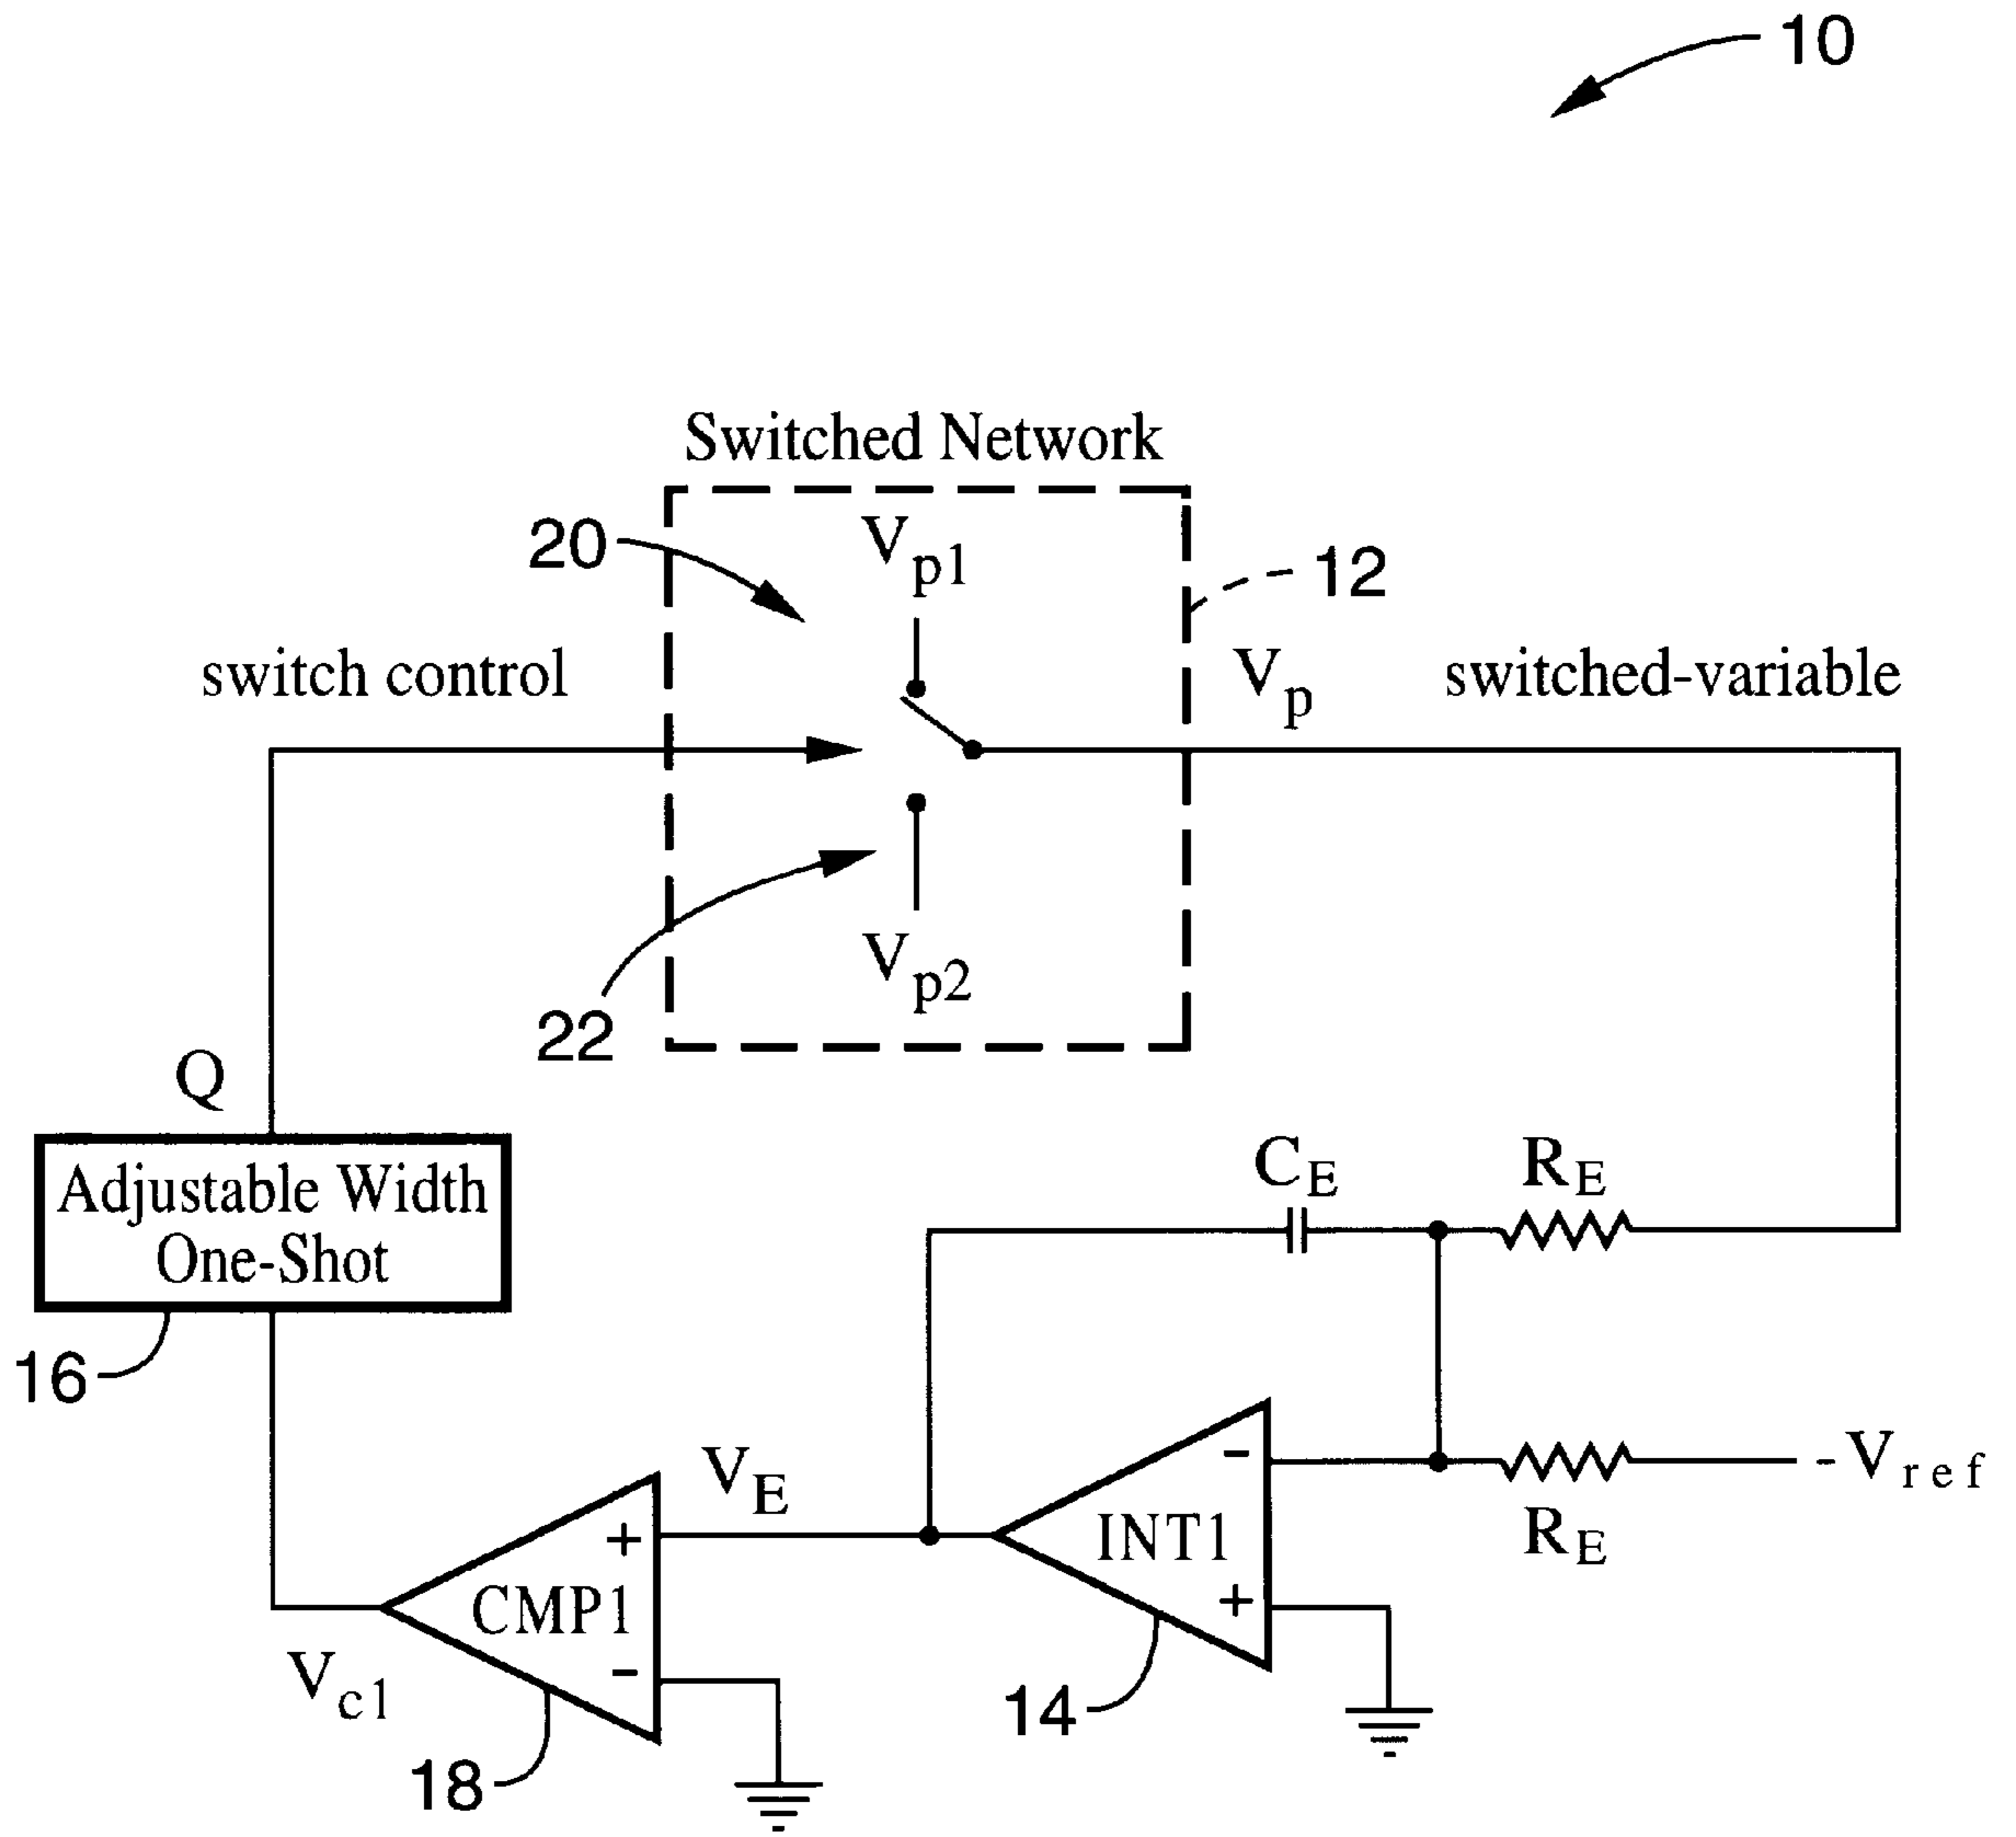 10
Switched Network
20
Vp1
12
switch control
Vp
switched-variable
22
Vp2
Q
Adjustable Width
One-Shot
CE
RE
16
VE
-
INT1
+
- Vref
RE
+
CMP1
-
Vc1
14
18